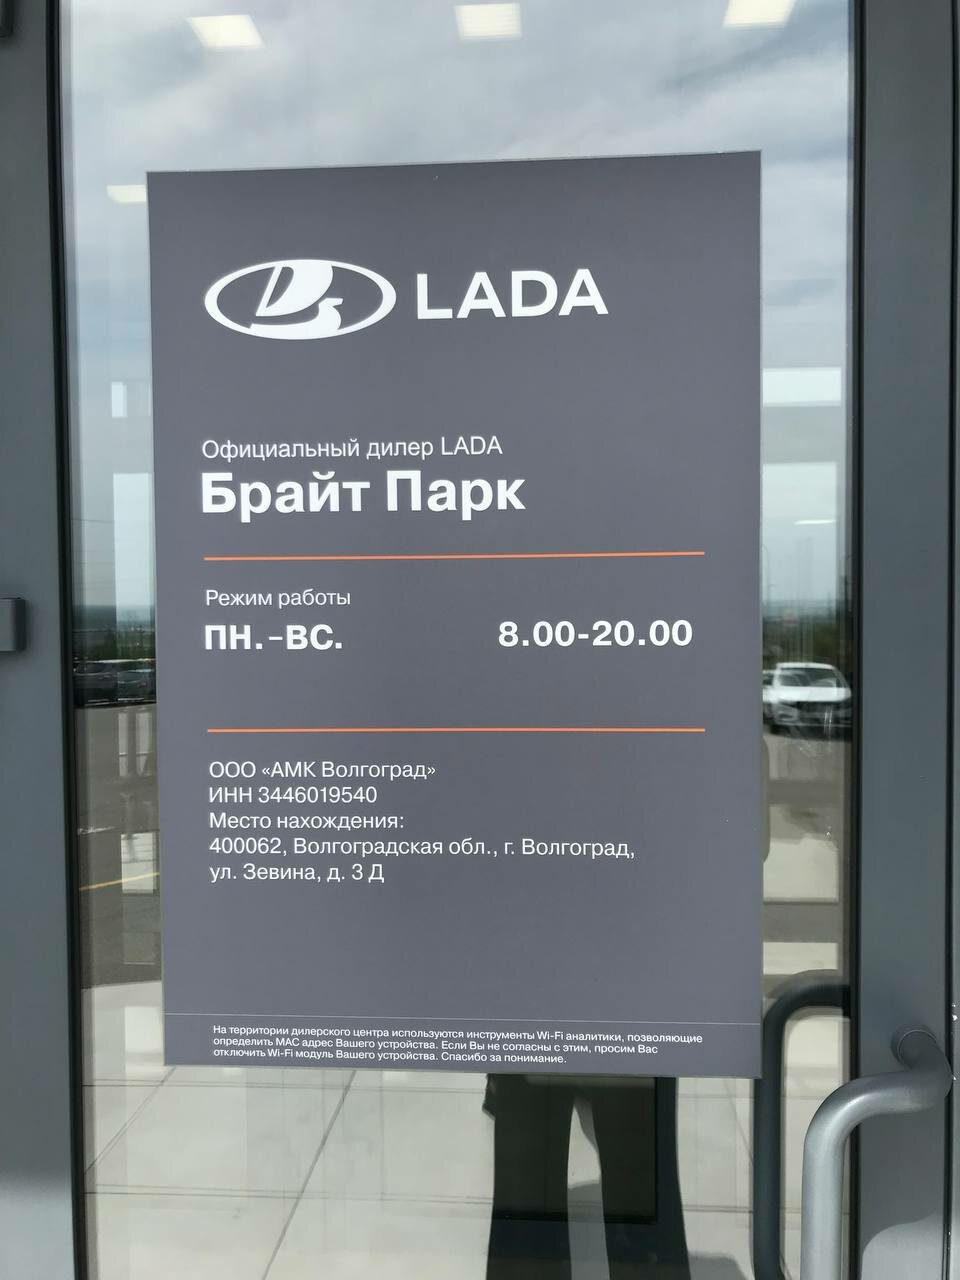 LADA
Официальный дилер LADA
Брайт Парк
Режим работы
ПН.-ВС. 8.00-20.00
ООО «АМК Волгоград»
ИНН 3446019540
Место нахождения:
400062, Волгоградская обл., г. Волгоград,
ул. Зевина, д. 3 Д
На территории дилерского центра используются инструменты Wi-Fi аналитики, позволяющие
определить MAC адрес Вашего устройства. Если Вы не согласны с этим, просим Вас
отключить Wi-Fi модуль Вашего устройства. Спасибо за понимание.